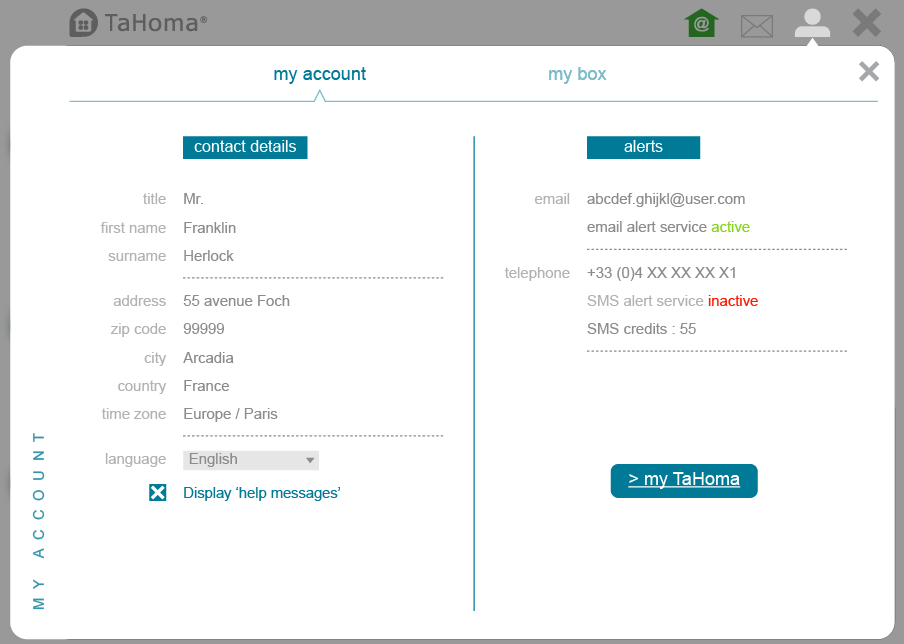 TaHoma®
@
my account
my box
contact details
title Mr.
first name Franklin
surname Herlock
address 55 avenue Foch
zip code 99999
city Arcadia
country France
time zone Europe / Paris
language English
Display ‘help messages’
alerts
email abcdef.ghijkl@user.com
email alert service active
telephone +33 (0)4 XX XX XX X1
SMS alert service inactive
SMS credits : 55
> my TaHoma
MY ACCOUNT